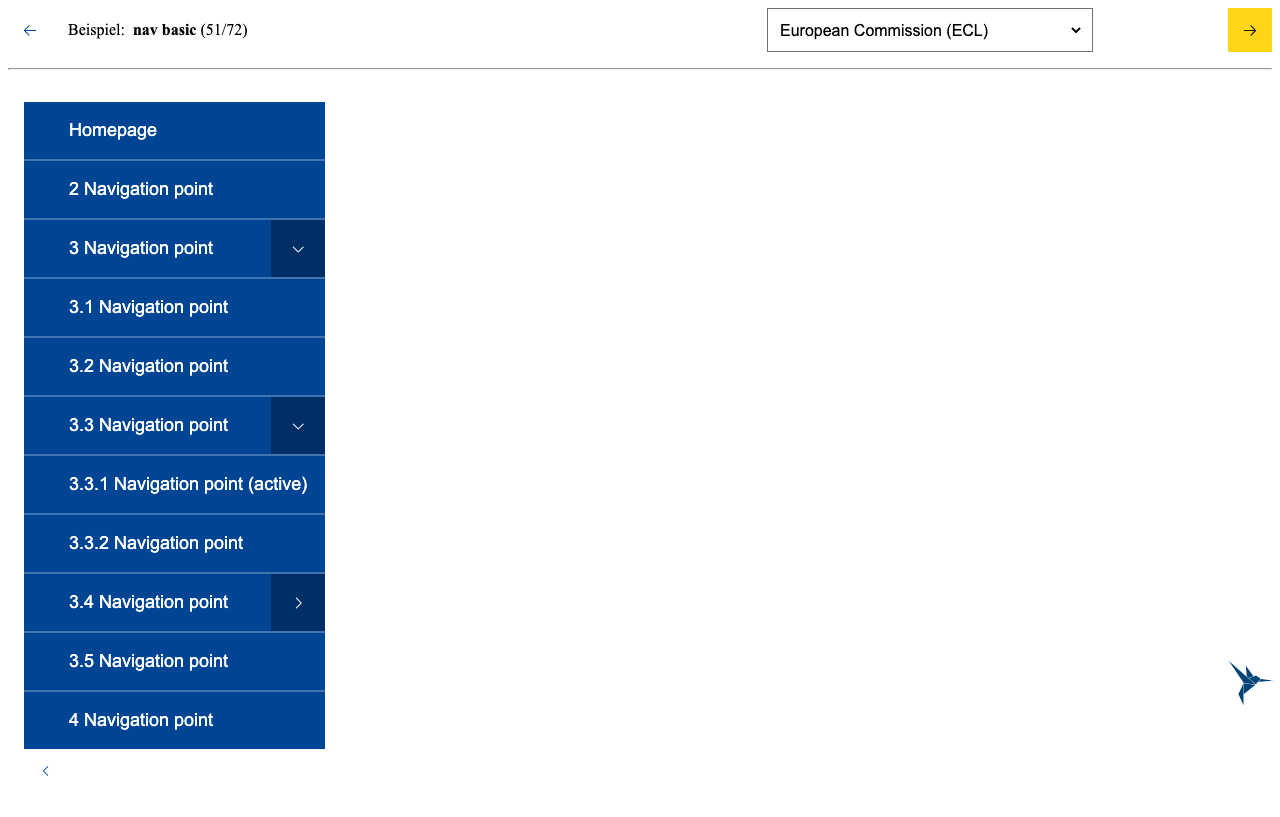 Beispiel: nav basic (51/72)
European Commission (ECL)
Homepage
2 Navigation point
3 Navigation point
3.1 Navigation point
3.2 Navigation point
3.3 Navigation point
3.3.1 Navigation point (active)
3.3.2 Navigation point
3.4 Navigation point
3.5 Navigation point
4 Navigation point